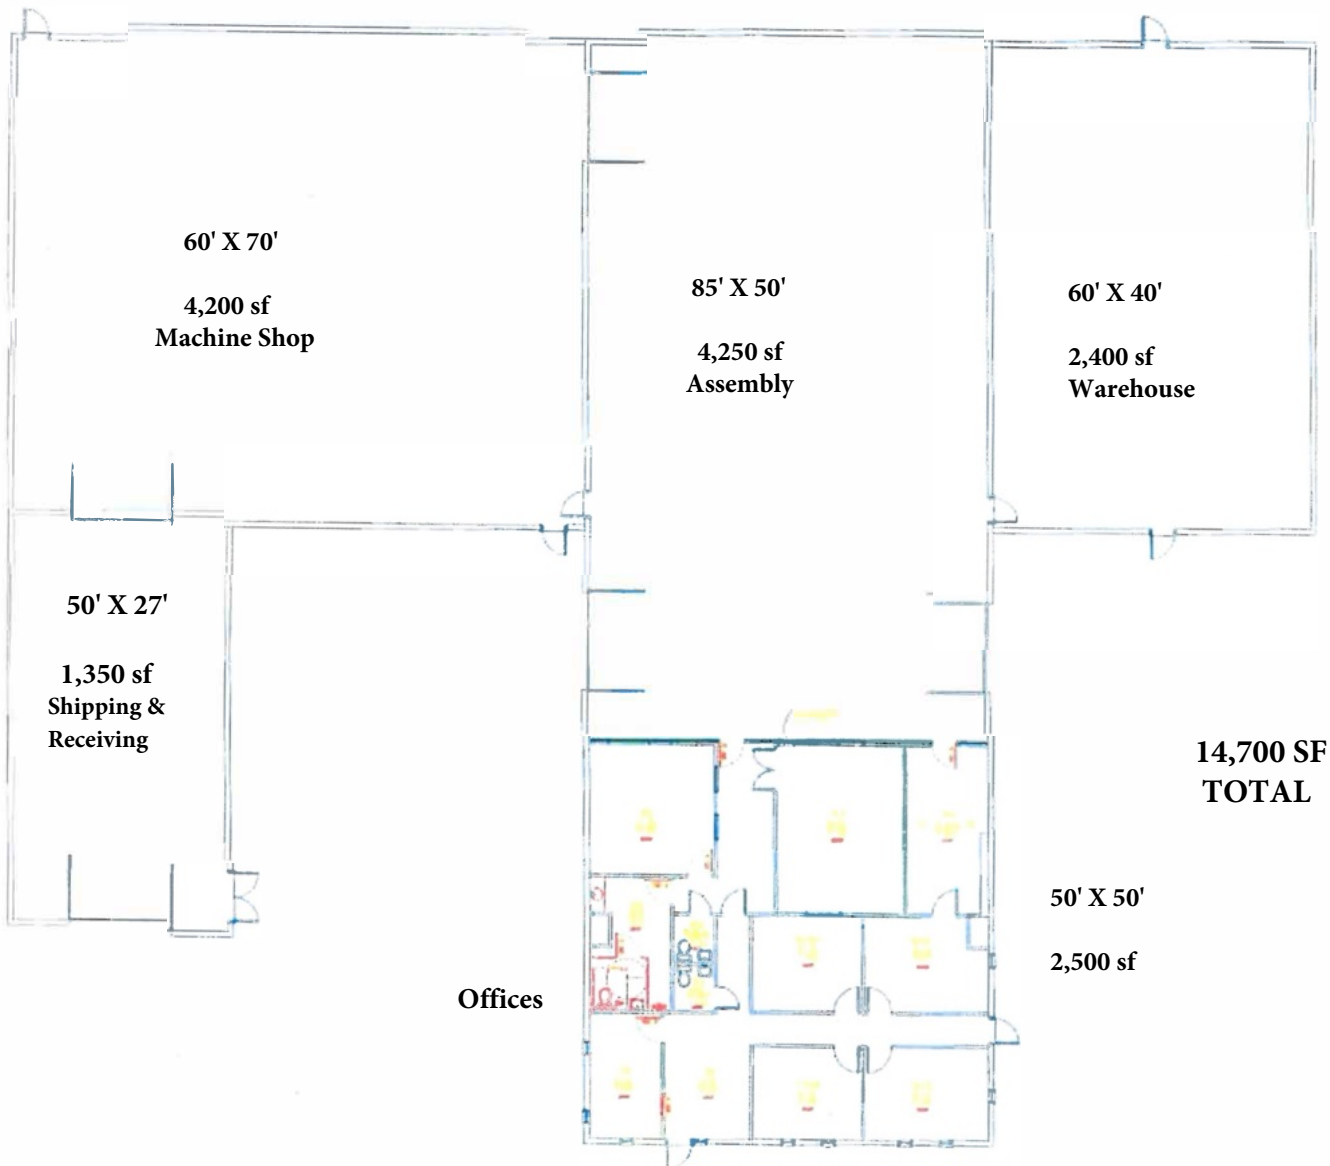 60' X 70'
4,200 sf
Machine Shop
85' X 50'
4,250 sf
Assembly
60' X 40'
2,400 sf
Warehouse
50' X 27'
1,350 sf
Shipping &
Receiving
14,700 SF
TOTAL
50' X 50'
2,500 sf
Offices